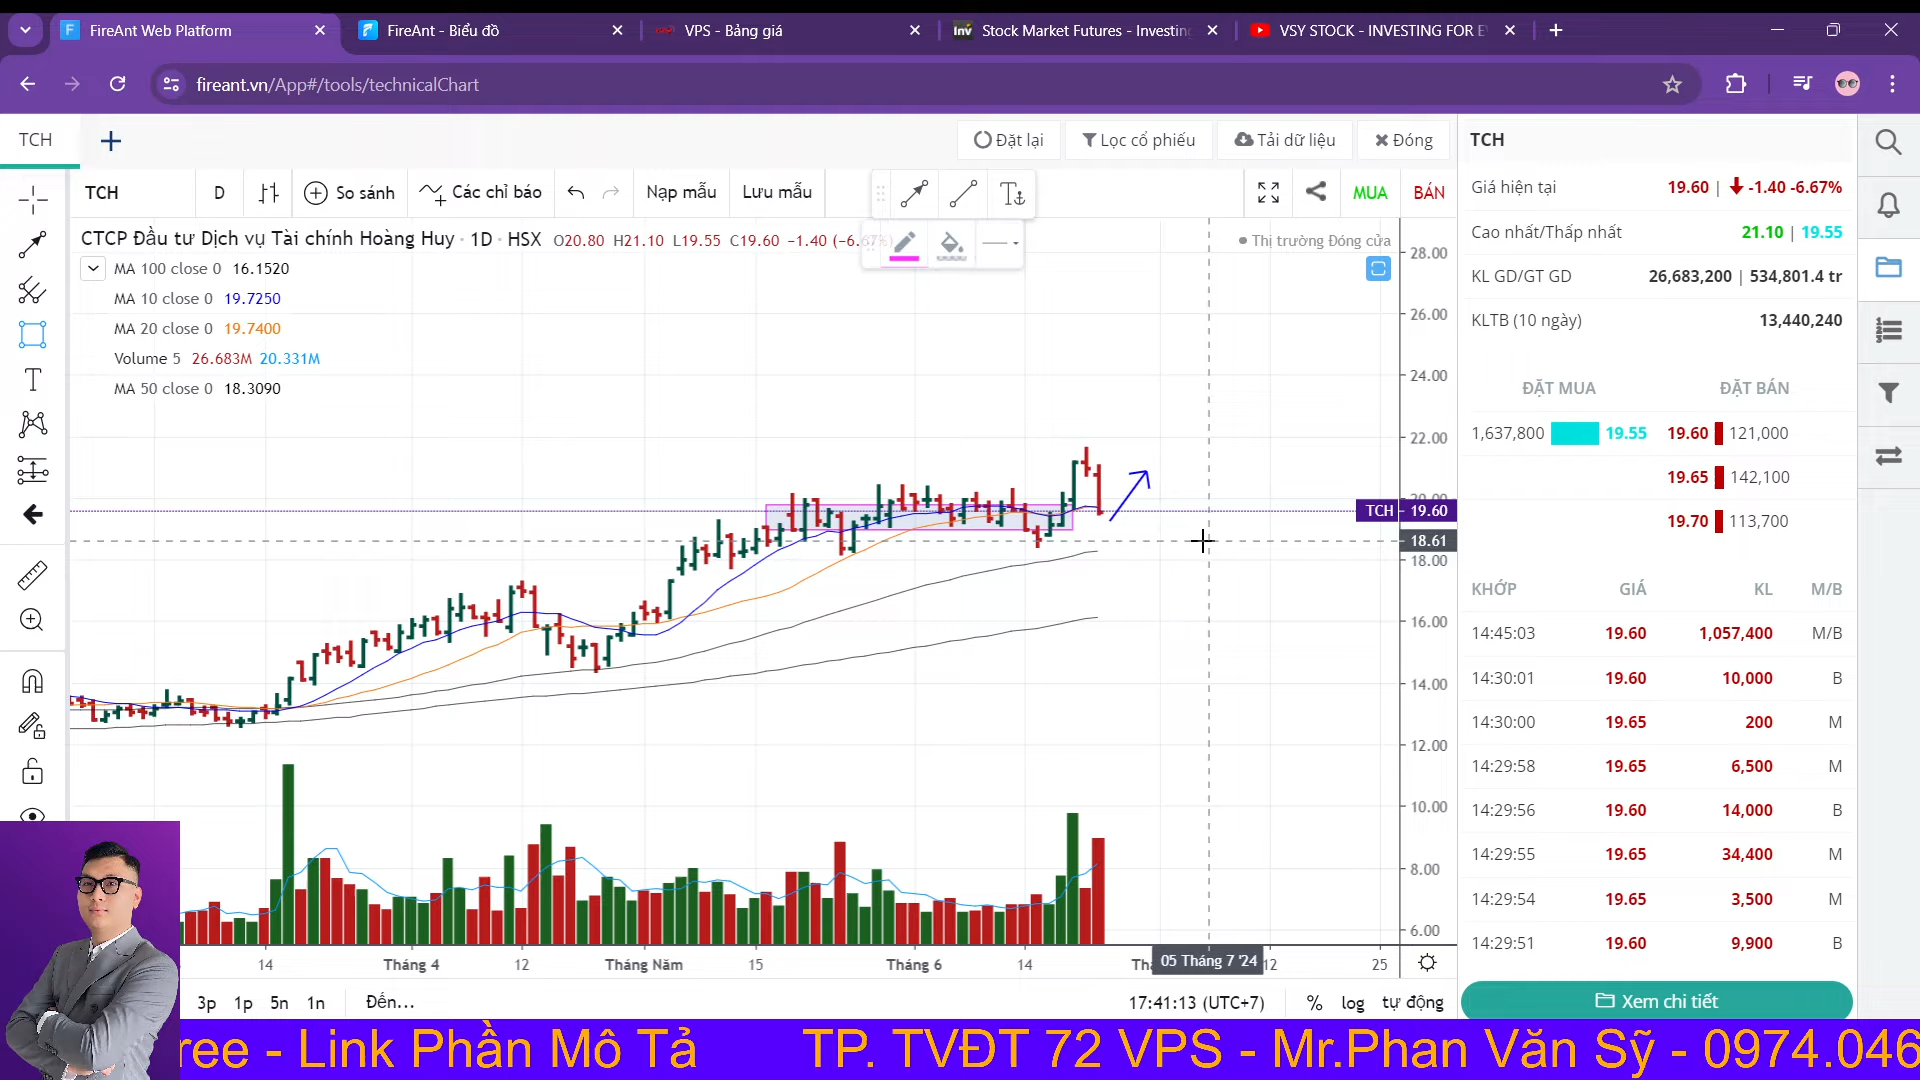 FireAnt Web Platform
FireAnt - Biểu đồ
VPS - Bảng giá
Stock Market Futures - Investing
VSY STOCK - INVESTING FOR E
fireant.vn/App#/tools/technicalChart
TCH
Đặt lại
Lọc cổ phiếu
Tải dữ liệu
Đóng
TCH
D
So sánh
Các chỉ báo
Nạp mẫu
Lưu mẫu
MUA
BÁN
CTCP Đầu tư Dịch vụ Tài chính Hoàng Huy · 1D · HSX O20.80 H21.10 L19.55 C19.60 −1.40 (−6.67%)
Thị trường Đóng cửa
MA 100 close 0 16.1520
MA 10 close 0 19.7250
MA 20 close 0 19.7400
Volume 5 26.683M 20.331M
MA 50 close 0 18.3090
28.00
26.00
24.00
22.00
20.00
TCH 19.60
18.61
18.00
16.00
14.00
12.00
10.00
8.00
6.00
14
Tháng 4
12
Tháng Năm
15
Tháng 6
14
05 Tháng 7 '24
12
25
3p 1p 5n 1n
Đến...
17:41:13 (UTC+7)
% log tự động
TCH
Giá hiện tại 19.60 | -1.40 -6.67%
Cao nhất/Thấp nhất 21.10 | 19.55
KL GD/GT GD 26,683,200 | 534,801.4 tr
KLTB (10 ngày) 13,440,240
ĐẶT MUA ĐẶT BÁN
1,637,800 19.55 19.60 121,000
19.65 142,100
19.70 113,700
KHỚP GIÁ KL M/B
14:45:03 19.60 1,057,400 M/B
14:30:01 19.60 10,000 B
14:30:00 19.65 200 M
14:29:58 19.65 6,500 M
14:29:56 19.60 14,000 B
14:29:55 19.65 34,400 M
14:29:54 19.65 3,500 M
14:29:51 19.60 9,900 B
Xem chi tiết
ree - Link Phần Mô Tả TP. TVĐT 72 VPS - Mr.Phan Văn Sỹ - 0974.046